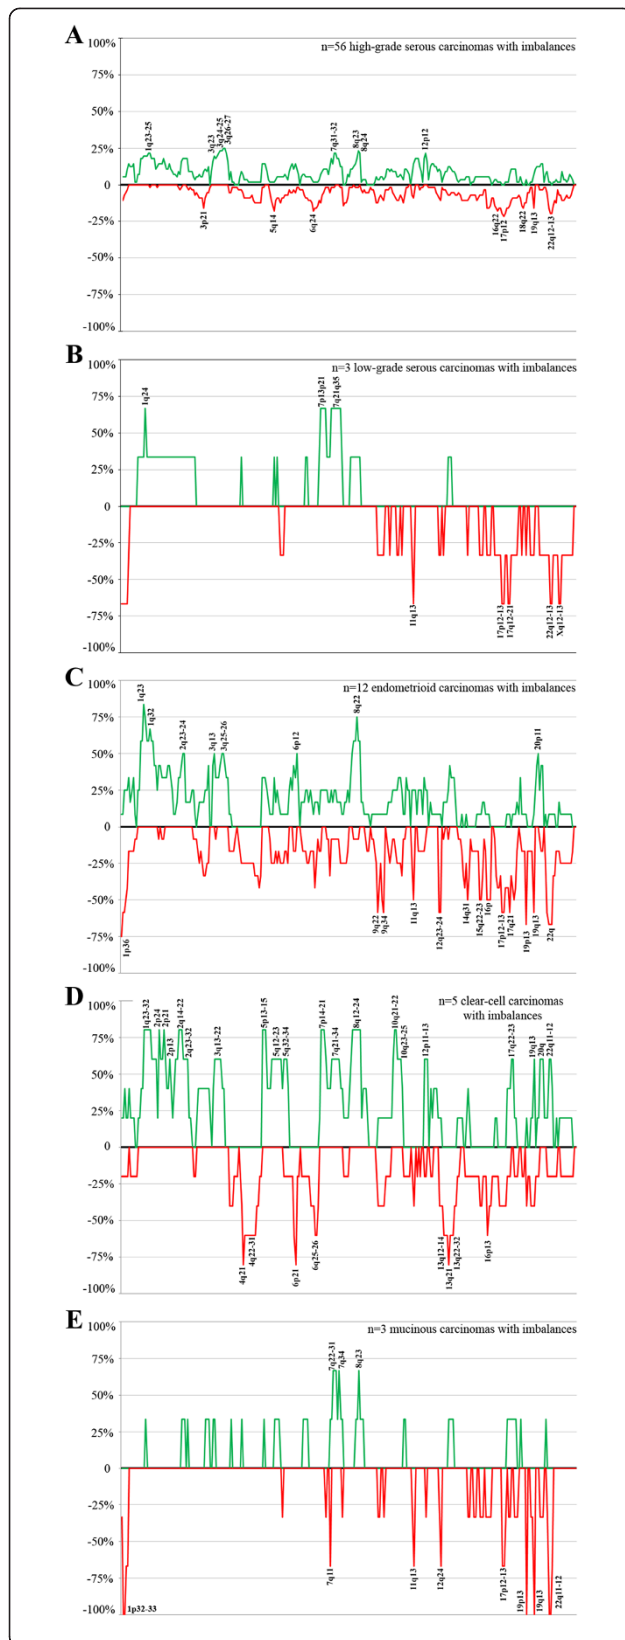 A
n=56 high-grade serous carcinomas with imbalances
100%
75%
50%
25%
0
-25%
-50%
-75%
-100%
1q23-25
3q23
3q24-25
3q26-27
7q31-32
8q23
8q24
12p12
3p21
5q14
6q24
16q22
17p12
18q22
19q13
22q12-13
B
n=3 low-grade serous carcinomas with imbalances
100%
75%
50%
25%
0
-25%
-50%
-75%
-100%
1q24
7p13p21
7q21q35
11q13
17p12-13
17q12-21
22q12-13
Xq12-13
C
n=12 endometrioid carcinomas with imbalances
100%
75%
50%
25%
0
-25%
-50%
-75%
-100%
1q23
1q32
2q23-24
3q13
3q25-26
6p12
8q22
20p11
1p36
9q22
9q34
11q13
12q23-24
14q31
15q22-23
16p
17p12-13
17q21
19p13
19q13
22q
D
n=5 clear-cell carcinomas
with imbalances
100%
75%
50%
25%
0
-25%
-50%
-75%
-100%
1q23-32
2p24
2p21
2p13
2q14-22
2q23-32
3q13-22
5p13-15
5q12-23
5q32-34
7p14-21
7q21-34
8q12-24
10q21-22
10q23-25
12p11-13
17q22-23
19q13
20q
22q11-12
4q21
4q22-31
6p21
6q25-26
13q12-14
13q21
13q22-32
16p13
E
n=3 mucinous carcinomas with imbalances
100%
75%
50%
25%
0
-25%
-50%
-75%
-100%
7q22-31
7q34
8q23
1p32-33
7q11
11q13
12q24
17p12-13
19p13
19q13
22q11-12